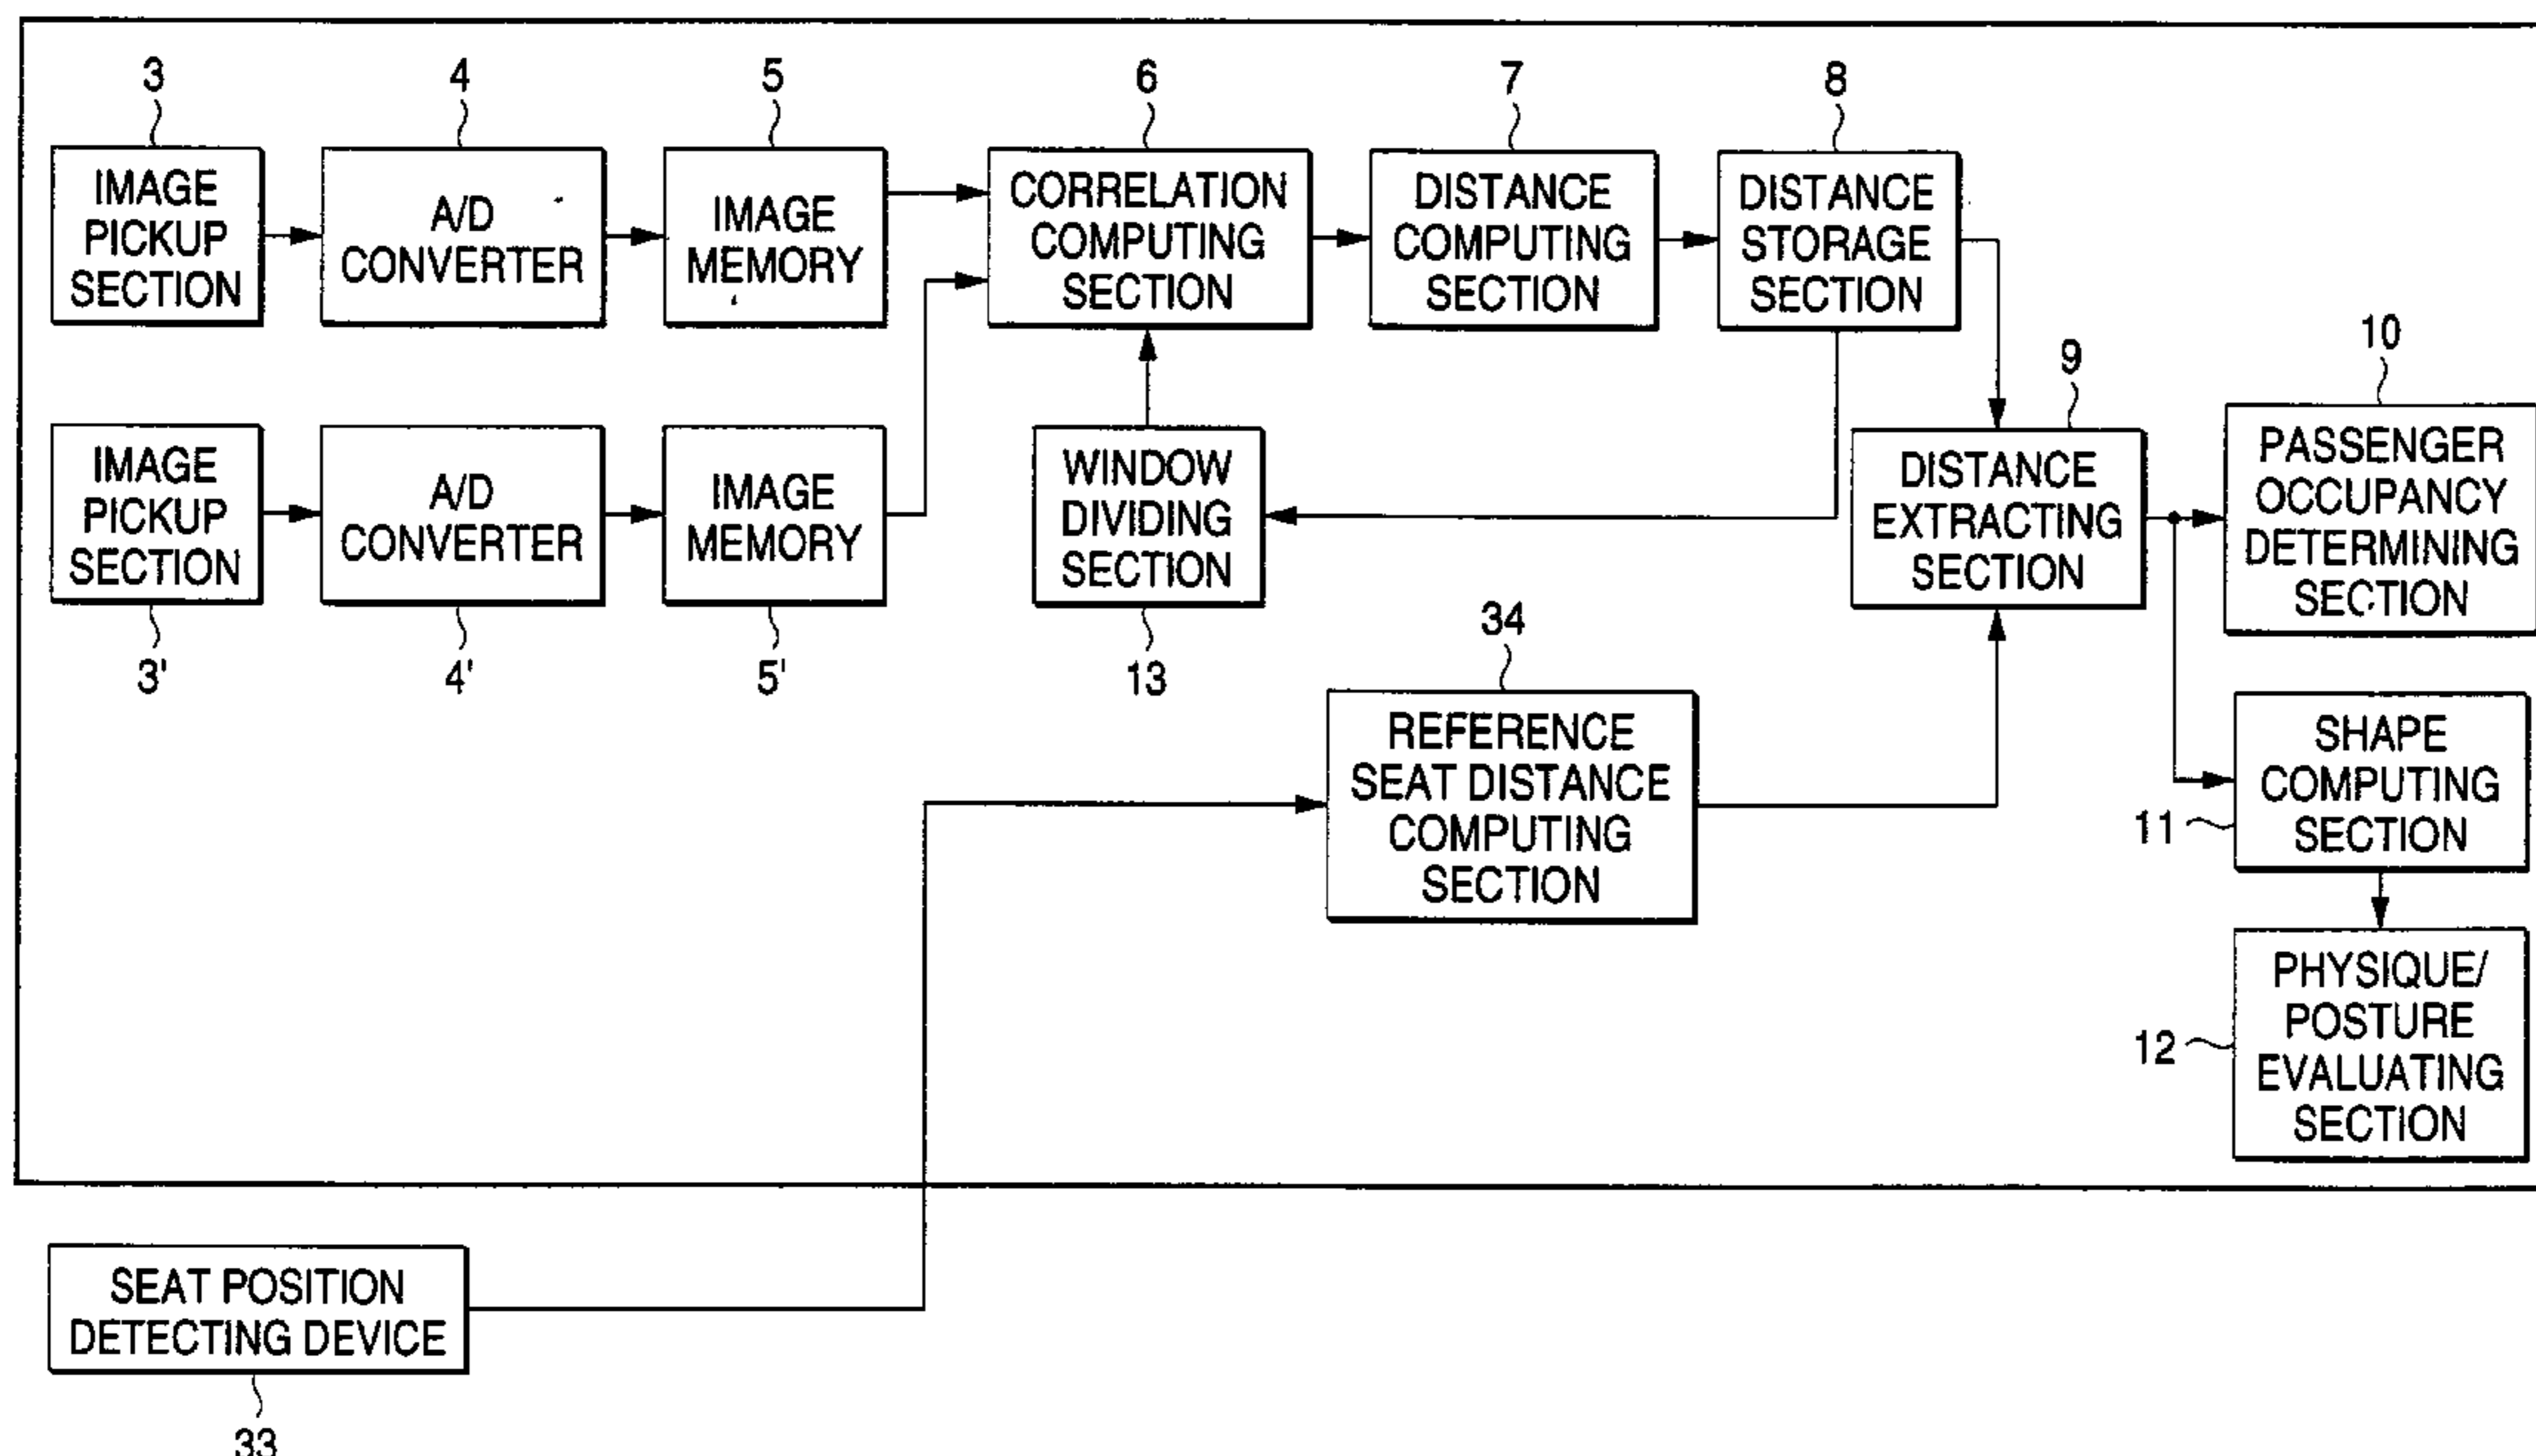 3
4
5
6
7
8
IMAGE
PICKUP
SECTION
A/D
CONVERTER
IMAGE
MEMORY
CORRELATION
COMPUTING
SECTION
DISTANCE
COMPUTING
SECTION
DISTANCE
STORAGE
SECTION
IMAGE
PICKUP
SECTION
3'
A/D
CONVERTER
4'
IMAGE
MEMORY
5'
WINDOW
DIVIDING
SECTION
13
9
DISTANCE
EXTRACTING
SECTION
10
PASSENGER
OCCUPANCY
DETERMINING
SECTION
34
REFERENCE
SEAT DISTANCE
COMPUTING
SECTION
SHAPE
COMPUTING
SECTION
11
PHYSIQUE/
POSTURE
EVALUATING
SECTION
12
SEAT POSITION
DETECTING DEVICE
33